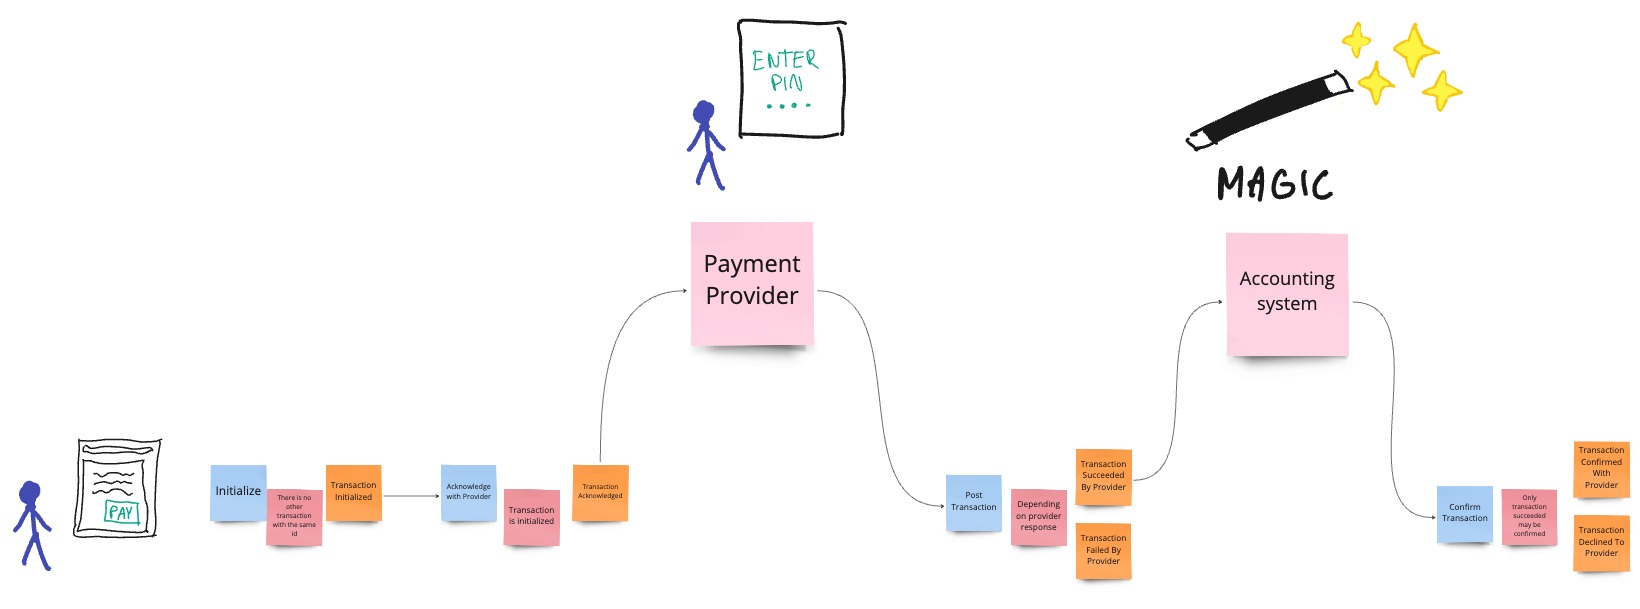 ENTER
PIN
....
MAGIC
Payment
Provider
Accounting
system
PAY
Initialize
There is no
other
transaction
with the same
id
Transaction
Initialized
Acknowledge
with Provider
Transaction
is initialized
Transaction
Acknowledged
Post
Transaction
Depending
on provider
response
Transaction
Succeeded
By Provider
Transaction
Failed By
Provider
Confirm
Transaction
Only
transaction
succeeded
may be
confirmed
Transaction
Confirmed
With
Provider
Transaction
Declined To
Provider